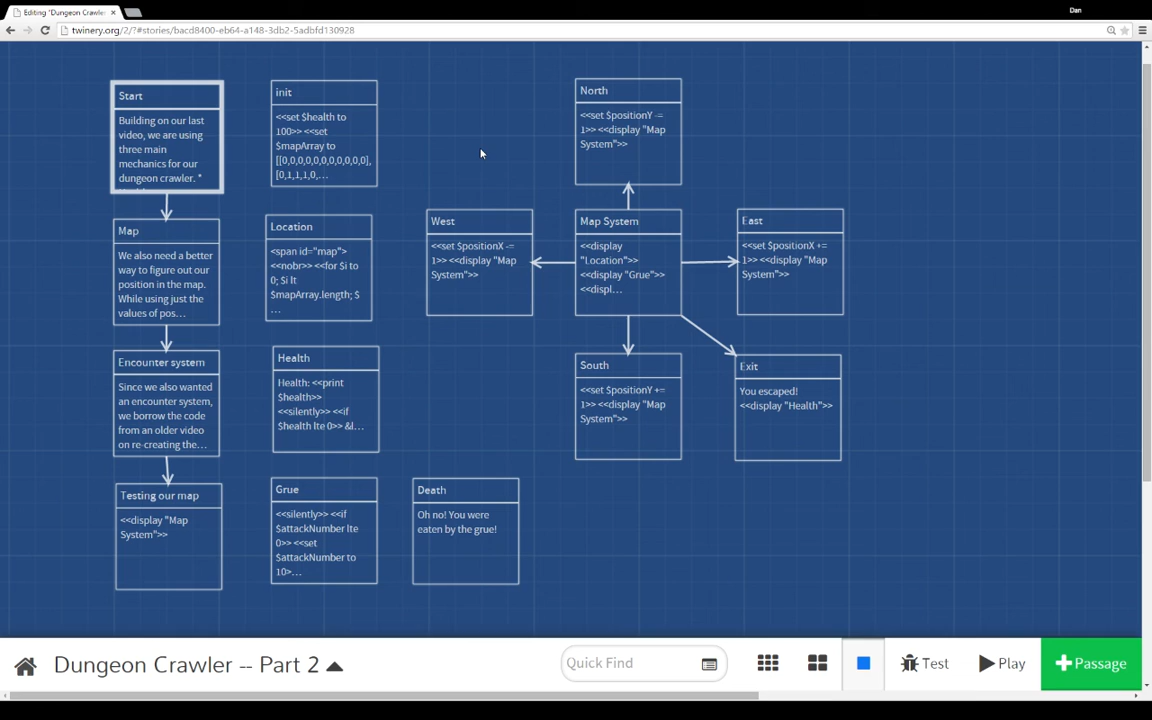 Editing 'Dungeon Crawler
Dan
twinery.org/2/?#stories/bacd8400-eb64-a148-3db2-5adbfd130928
Start
Building on our last
video, we are using
three main
mechanics for our
dungeon crawler. *
init
<<set $health to
100>> <<set
$mapArray to
[[0,0,0,0,0,0,0,0,0,0,0],
[0,1,1,1,0,...
North
<<set $positionY -=
1>> <<display "Map
System">>
Map
We also need a better
way to figure out our
position in the map.
While using just the
values of pos...
Location
<span id="map">
<<nobr>> <<for $i to
0; $i lt
$mapArray.length; $
...
West
<<set $positionX -=
1>> <<display "Map
System">>
Map System
<<display
"Location">>
<<display "Grue">>
<<displ...
East
<<set $positionX +=
1>> <<display "Map
System">>
Encounter system
Since we also wanted
an encounter system,
we borrow the code
from an older video
on re-creating the...
Health
Health: <<print
$health>>
<<silently>> <<if
$health lte 0>> &l...
South
<<set $positionY +=
1>> <<display "Map
System">>
Exit
You escaped!
<<display "Health">>
Testing our map
<<display "Map
System">>
Grue
<<silently>> <<if
$attackNumber lte
0>> <<set
$attackNumber to
10>...
Death
Oh no! You were
eaten by the grue!
Dungeon Crawler -- Part 2
Quick Find
Test
Play
+Passage